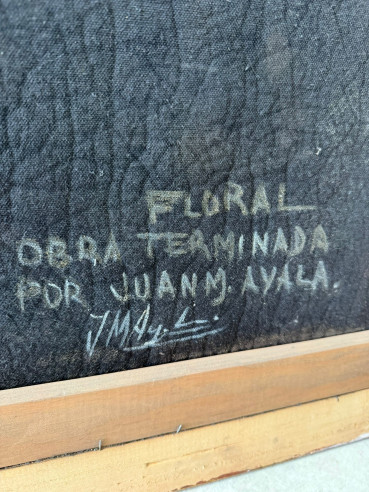 FLORAL
OBRA TERMINADA
POR JUAN M. AYALA.